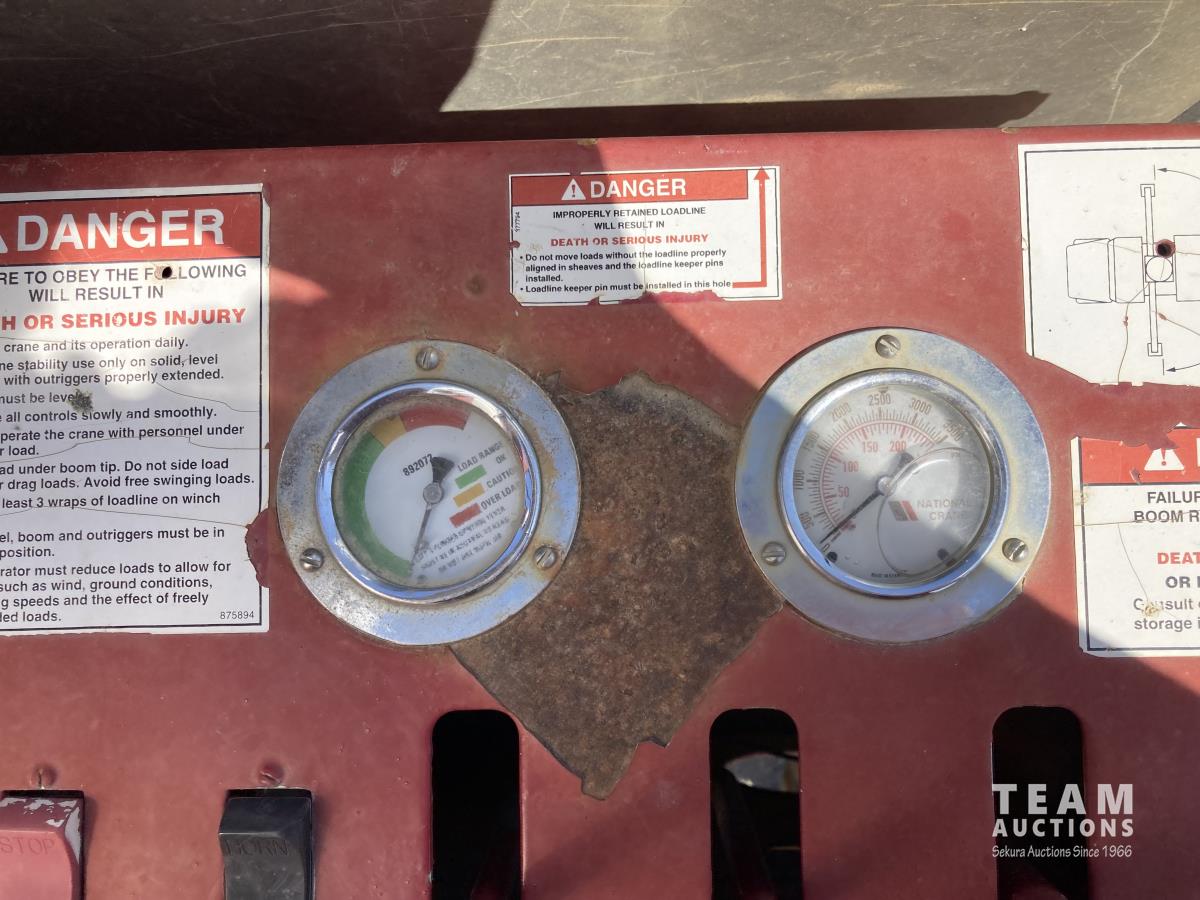 DANGER
RE TO OBEY THE F LLOWING
WILL RESULT IN
H OR SERIOUS INJURY
crane and its operation daily.
ne stability use only on solid, level
with outriggers properly extended.
must be level
e all controls slowly and smoothly.
perate the crane with personnel under
r load.
ad under boom tip. Do not side load
r drag loads. Avoid free swinging loads.
least 3 wraps of loadline on winch
el, boom and outriggers must be in
position.
rator must reduce loads to allow for
such as wind, ground conditions,
g speeds and the effect of freely
ded loads.
875894
DANGER
977794
IMPROPERLY RETAINED LOADLINE
WILL RESULT IN
DEATH OR SERIOUS INJURY
• Do not move loads without the loadline properly
aligned in sheaves and the loadline keeper pins
installed.
• Loadline keeper pin must be installed in this hole
892072
LOAD RANGE
OK
CAUTION
OVER LOAD
500
1000
2000
2500
3000
3500
50
100
150
200
NATIONAL
CRANE
FAILUR
BOOM R
DEAT
OR
storage i
STOP
HORN
TEAM
AUCTIONS
Sekura Auctions Since 1966